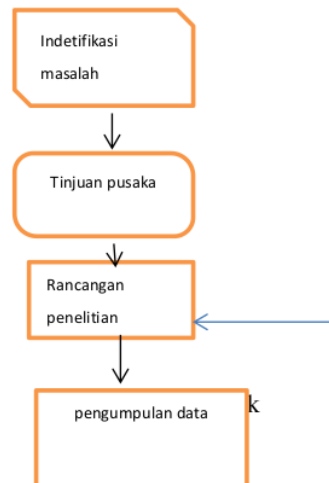 Indetifikasi
masalah
Tinjuan pusaka
Rancangan
penelitian
pengumpulan data
k